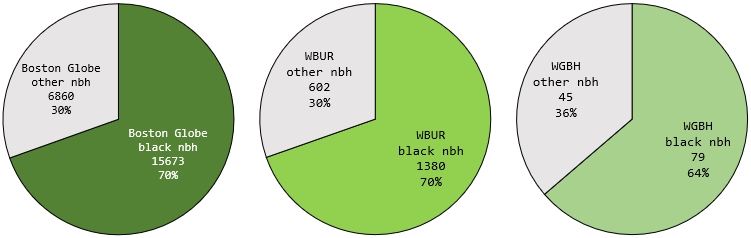 Boston Globe
other nbh
6860
30%
Boston Globe
black nbh
15673
70%
WBUR
other nbh
602
30%
WBUR
black nbh
1380
70%
WGBH
other nbh
45
36%
WGBH
black nbh
79
64%